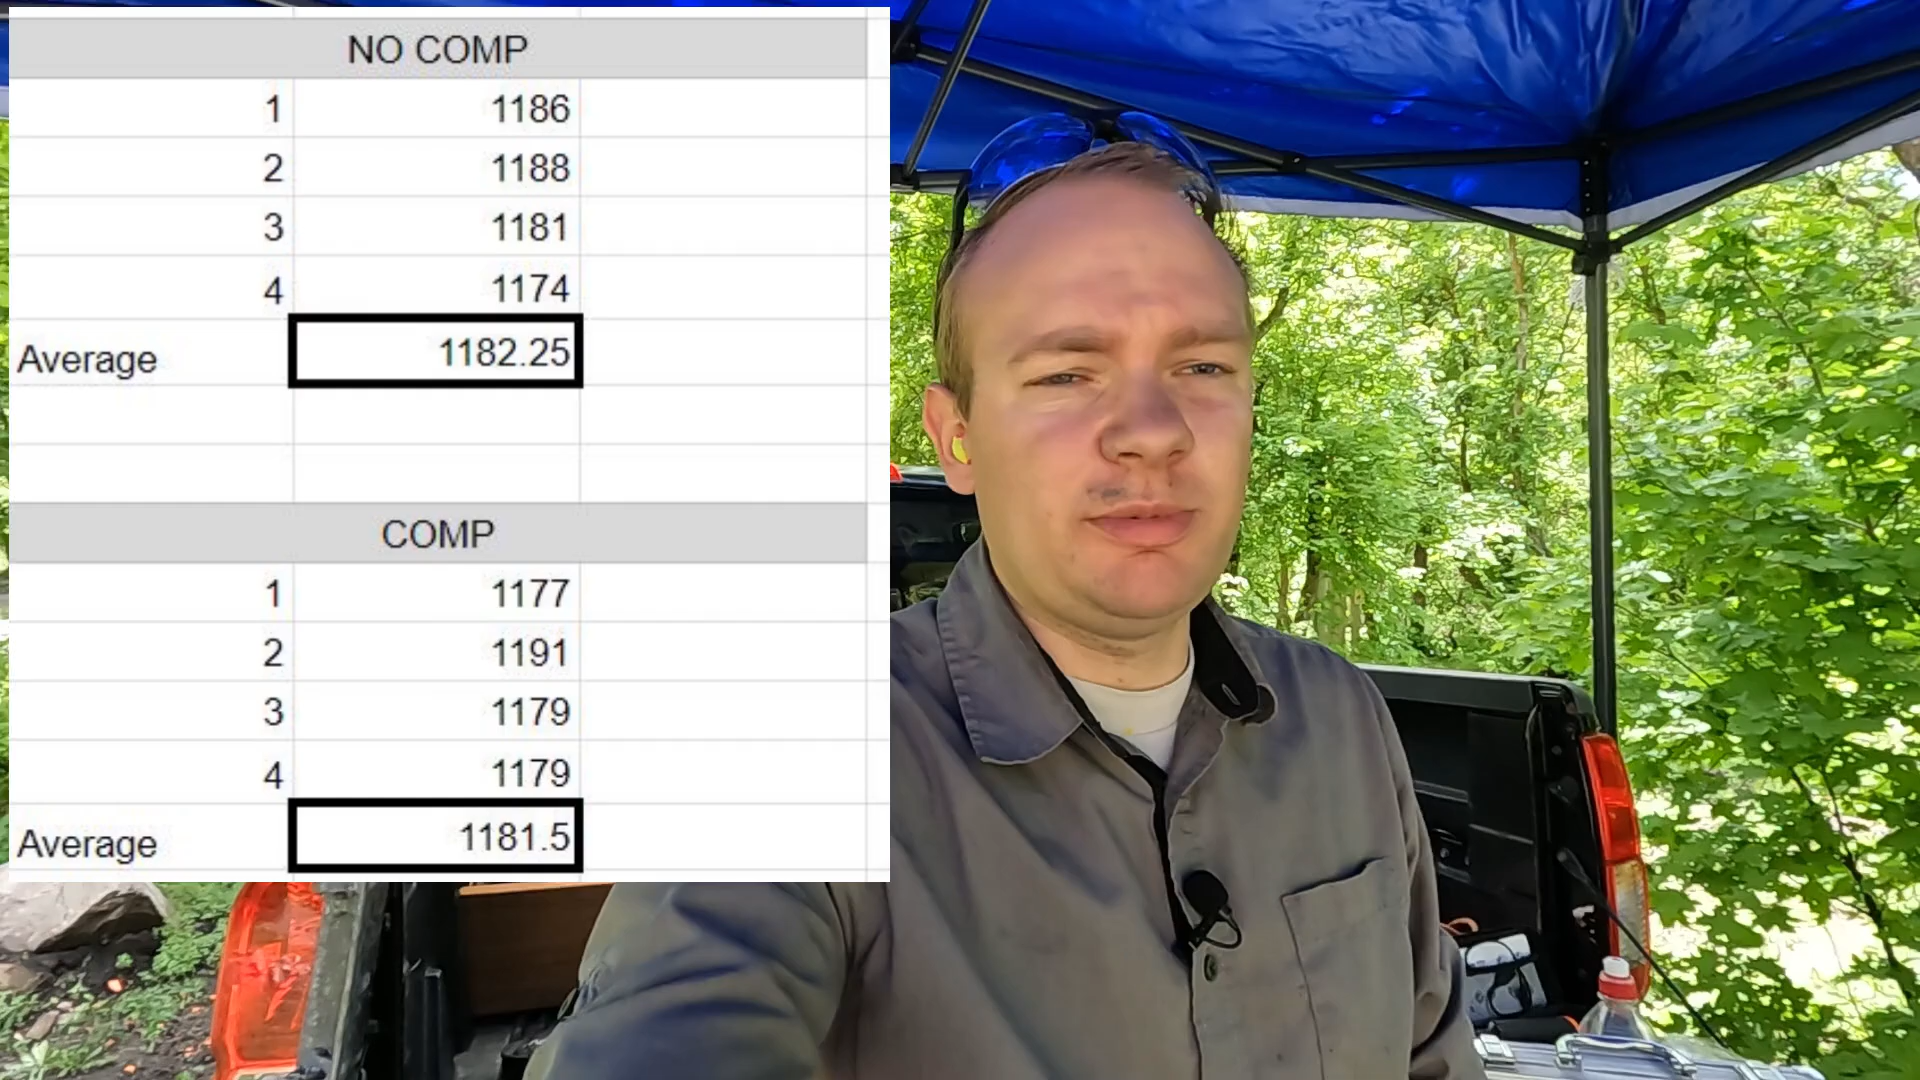 NO COMP
1 1186
2 1188
3 1181
4 1174
Average 1182.25
COMP
1 1177
2 1191
3 1179
4 1179
Average 1181.5